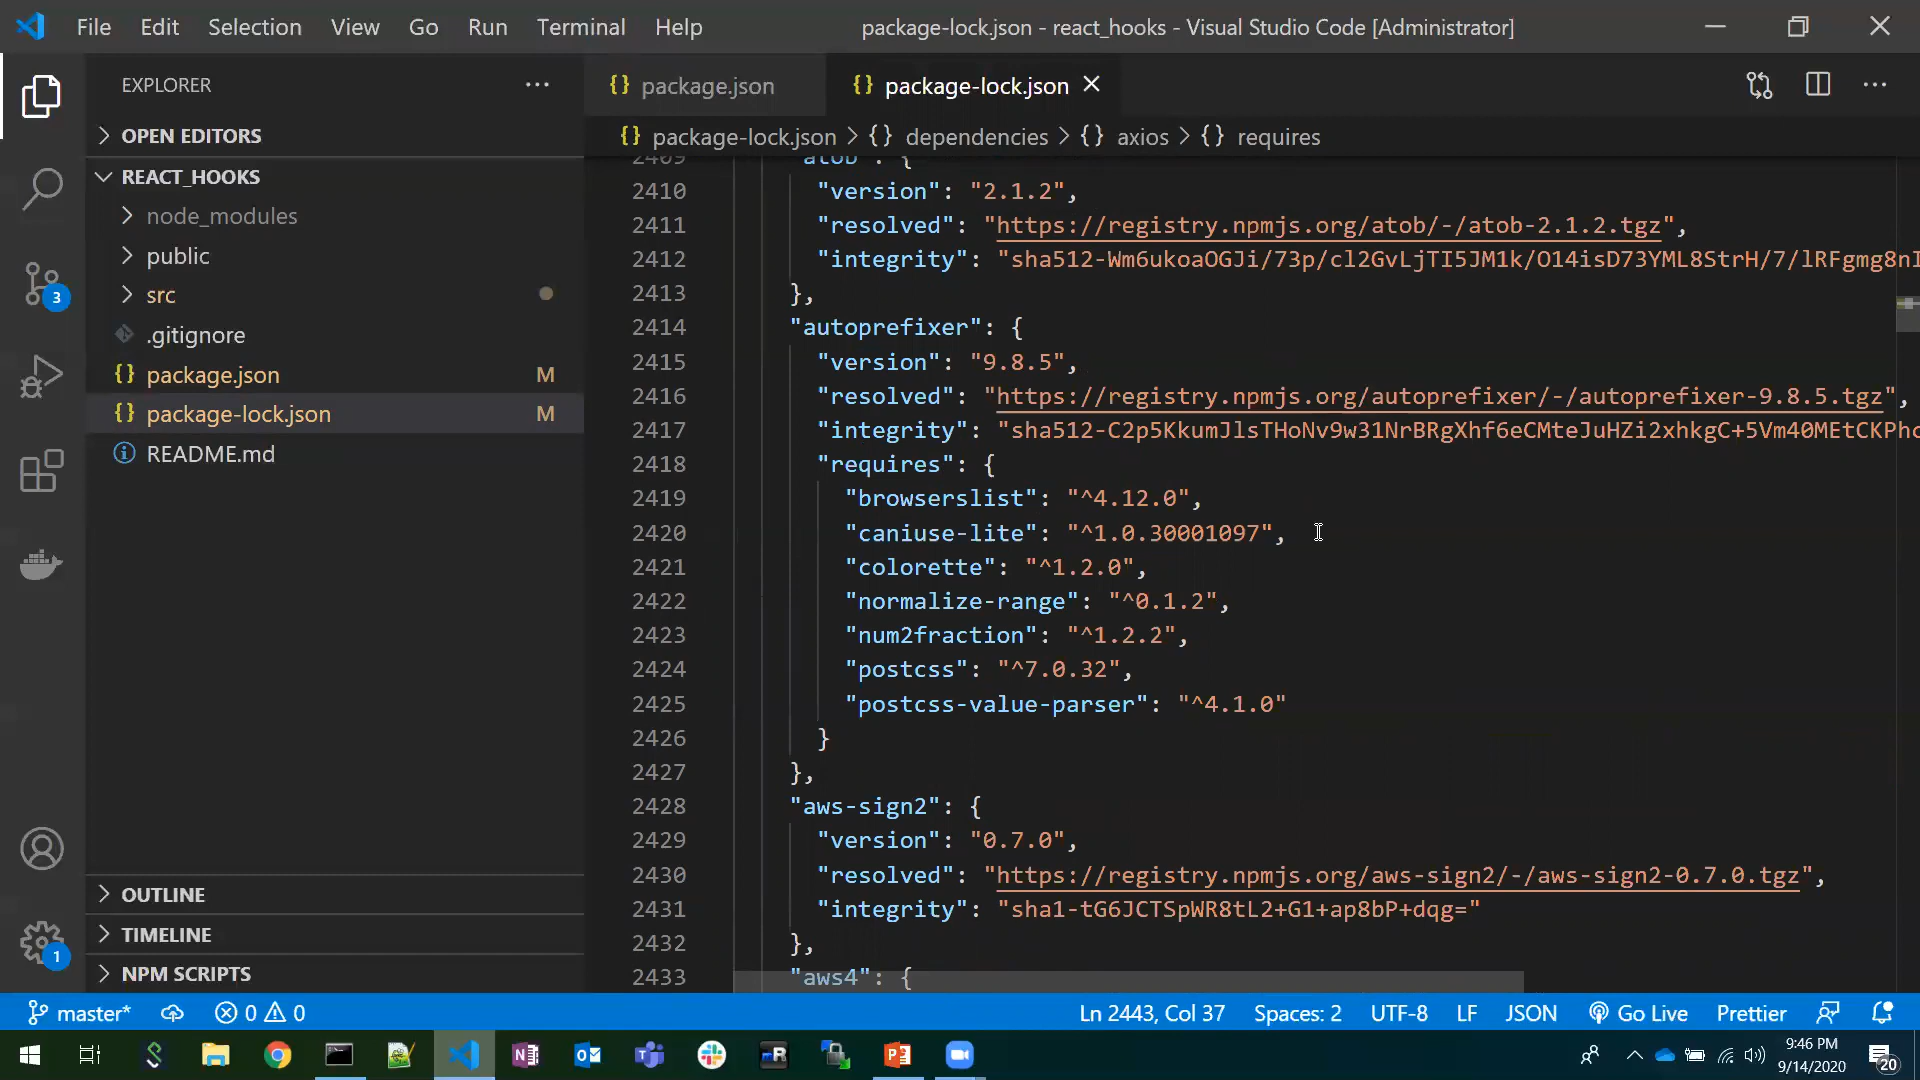 File Edit Selection View Go Run Terminal Help
package-lock.json - react_hooks - Visual Studio Code [Administrator]
EXPLORER
OPEN EDITORS
REACT_HOOKS
node_modules
public
src
.gitignore
package.json M
package-lock.json M
README.md
OUTLINE
TIMELINE
NPM SCRIPTS
3
1
{} package.json
{} package-lock.json
{} package-lock.json > {} dependencies > {} axios > {} requires
2409 "atob": {
2410 "version": "2.1.2",
2411 "resolved": "https://registry.npmjs.org/atob/-/atob-2.1.2.tgz",
2412 "integrity": "sha512-Wm6ukoaOGJi/73p/cl2GvLjTI5JM1k/O14isD73YML8StrH/7/lRFgmg8nI
2413 },
2414 "autoprefixer": {
2415 "version": "9.8.5",
2416 "resolved": "https://registry.npmjs.org/autoprefixer/-/autoprefixer-9.8.5.tgz",
2417 "integrity": "sha512-C2p5KkumJlsTHoNv9w31NrBRgXhf6eCMteJuHZi2xhkgC+5Vm40MEtCKPhc
2418 "requires": {
2419 "browserslist": "^4.12.0",
2420 "caniuse-lite": "^1.0.30001097",
2421 "colorette": "^1.2.0",
2422 "normalize-range": "^0.1.2",
2423 "num2fraction": "^1.2.2",
2424 "postcss": "^7.0.32",
2425 "postcss-value-parser": "^4.1.0"
2426 }
2427 },
2428 "aws-sign2": {
2429 "version": "0.7.0",
2430 "resolved": "https://registry.npmjs.org/aws-sign2/-/aws-sign2-0.7.0.tgz",
2431 "integrity": "sha1-tG6JCTSpWR8tL2+G1+ap8bP+dqg="
2432 },
2433 "aws4": {
master* 0 0 Ln 2443, Col 37 Spaces: 2 UTF-8 LF JSON Go Live Prettier
9:46 PM
9/14/2020
20